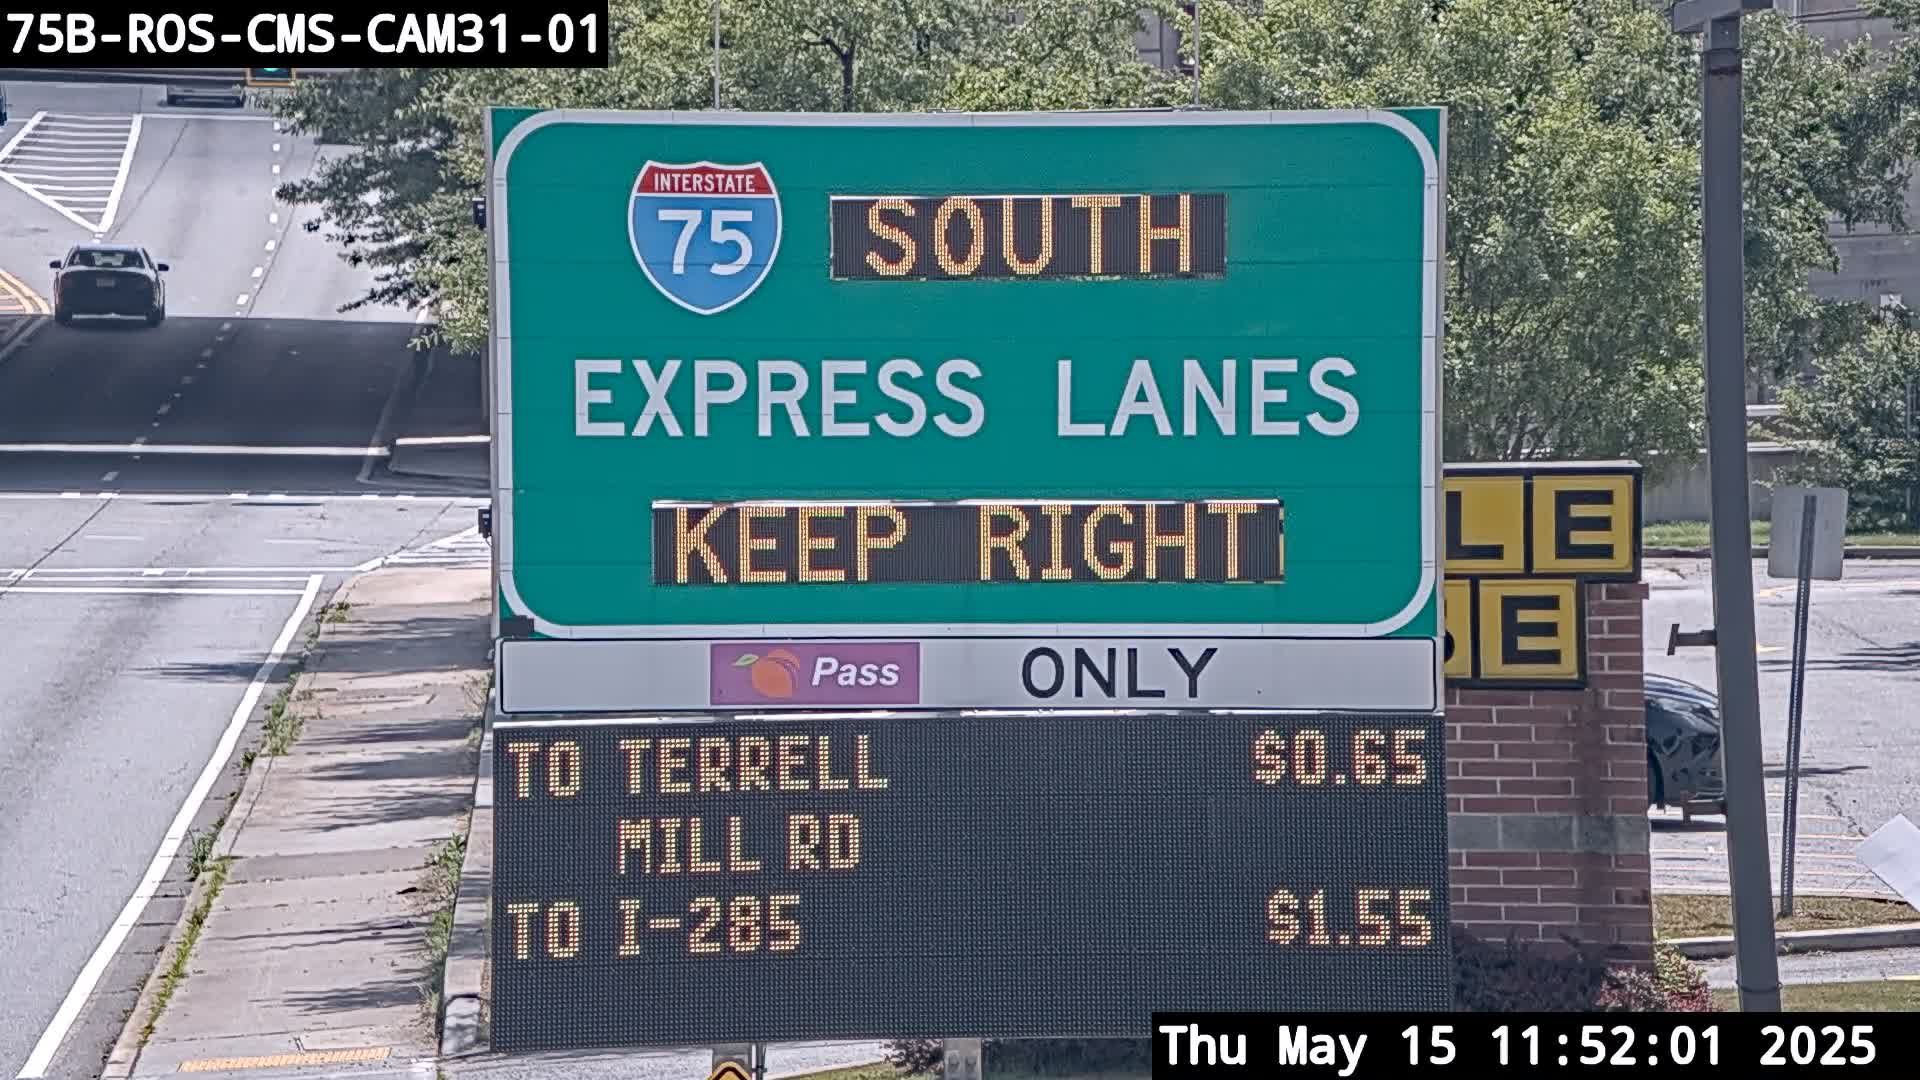 75B-ROS-CMS-CAM31-01
INTERSTATE
75
SOUTH
EXPRESS LANES
KEEP RIGHT
Pass ONLY
TO TERRELL $0.65
MILL RD
TO I-285 $1.55
LE
E
Thu May 15 11:52:01 2025